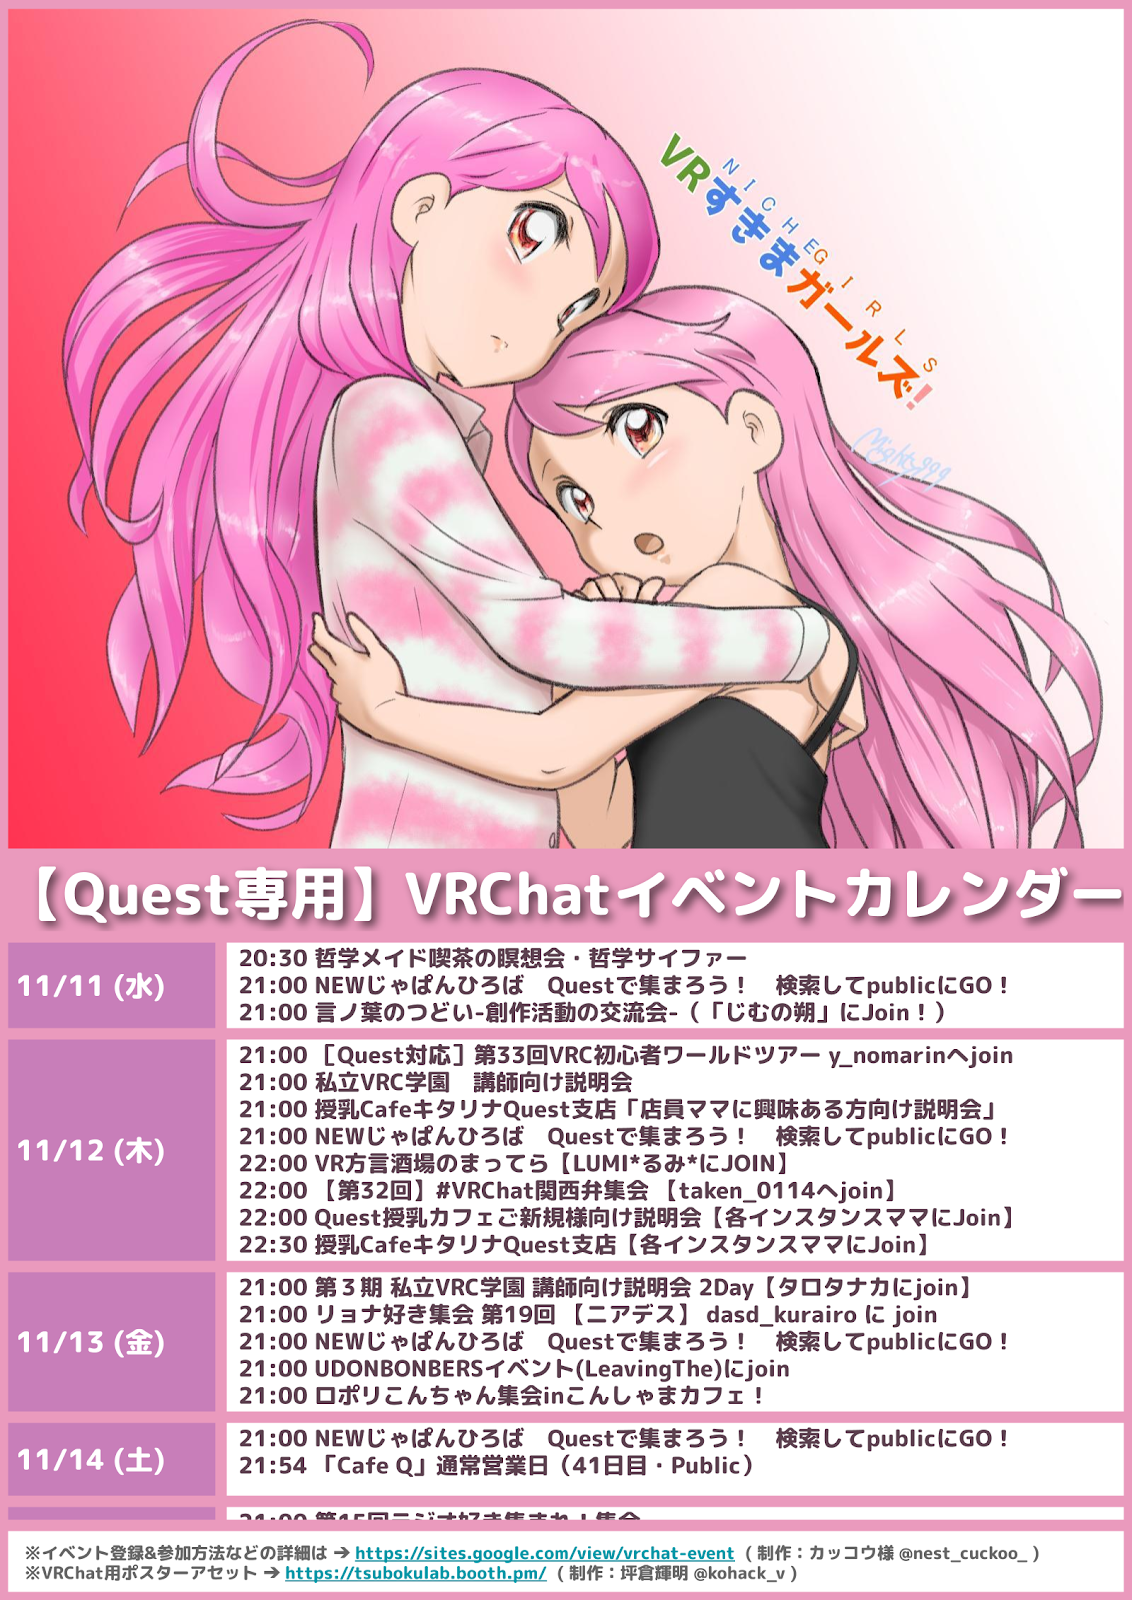 NICHE GIRLS
VRすきまガールズ!
Mighty999
【Quest専用】VRChatイベントカレンダー
11/11 (水)
20:30 哲学メイド喫茶の瞑想会・哲学サイファー
21:00 NEWじゃぱんひろば　Questで集まろう！　検索してpublicにGO！
21:00 言ノ葉のつどい-創作活動の交流会-（「じむの朔」にJoin！）
11/12 (木)
21:00 ［Quest対応］第33回VRC初心者ワールドツアー y_nomarinへjoin
21:00 私立VRC学園　講師向け説明会
21:00 授乳CafeキタリナQuest支店「店員ママに興味ある方向け説明会」
21:00 NEWじゃぱんひろば　Questで集まろう！　検索してpublicにGO！
22:00 VR方言酒場のまってら【LUMI*るみ*にJOIN】
22:00 【第32回】#VRChat関西弁集会 【taken_0114へjoin】
22:00 Quest授乳カフェご新規様向け説明会【各インスタンスママにJoin】
22:30 授乳CafeキタリナQuest支店【各インスタンスママにJoin】
11/13 (金)
21:00 第３期 私立VRC学園 講師向け説明会 2Day【タロタナカにjoin】
21:00 リョナ好き集会 第19回 【ニアデス】 dasd_kurairo に join
21:00 NEWじゃぱんひろば　Questで集まろう！　検索してpublicにGO！
21:00 UDONBONBERSイベント(LeavingThe)にjoin
21:00 ロポリこんちゃん集会inこんしゃまカフェ！
11/14 (土)
21:00 NEWじゃぱんひろば　Questで集まろう！　検索してpublicにGO！
21:54 「Cafe Q」通常営業日（41日目・Public）
21:00 第15回ラジオ好き集まれ！集会
※イベント登録&参加方法などの詳細は ➔ https://sites.google.com/view/vrchat-event ( 制作：カッコウ様 @nest_cuckoo_ )
※VRChat用ポスターアセット ➔ https://tsubokulab.booth.pm/ ( 制作：坪倉輝明 @kohack_v )